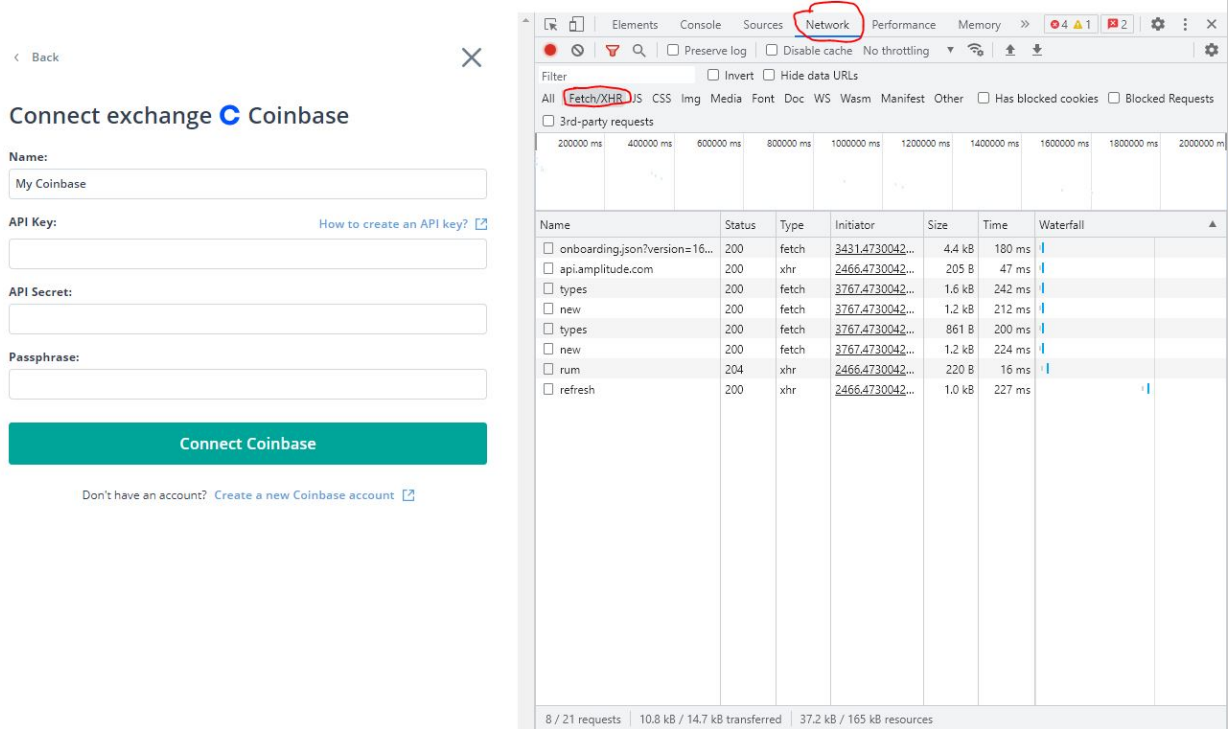 Back
Connect exchange Coinbase
Name:
My Coinbase
API Key: How to create an API key?
API Secret:
Passphrase:
Connect Coinbase
Don't have an account? Create a new Coinbase account
Elements Console Sources Network Performance Memory » 4 1 2
Preserve log Disable cache No throttling
Filter Invert Hide data URLs
All Fetch/XHR JS CSS Img Media Font Doc WS Wasm Manifest Other Has blocked cookies Blocked Requests
3rd-party requests
200000 ms 400000 ms 600000 ms 800000 ms 1000000 ms 1200000 ms 1400000 ms 1600000 ms 1800000 ms 2000000 m
Name Status Type Initiator Size Time Waterfall
onboarding.json?version=16... 200 fetch 3431.4730042... 4.4 kB 180 ms
api.amplitude.com 200 xhr 2466.4730042... 205 B 47 ms
types 200 fetch 3767.4730042... 1.6 kB 242 ms
new 200 fetch 3767.4730042... 1.2 kB 212 ms
types 200 fetch 3767.4730042... 861 B 200 ms
new 200 fetch 3767.4730042... 1.2 kB 224 ms
rum 204 xhr 2466.4730042... 220 B 16 ms
refresh 200 xhr 2466.4730042... 1.0 kB 227 ms
8 / 21 requests 10.8 kB / 14.7 kB transferred 37.2 kB / 165 kB resources